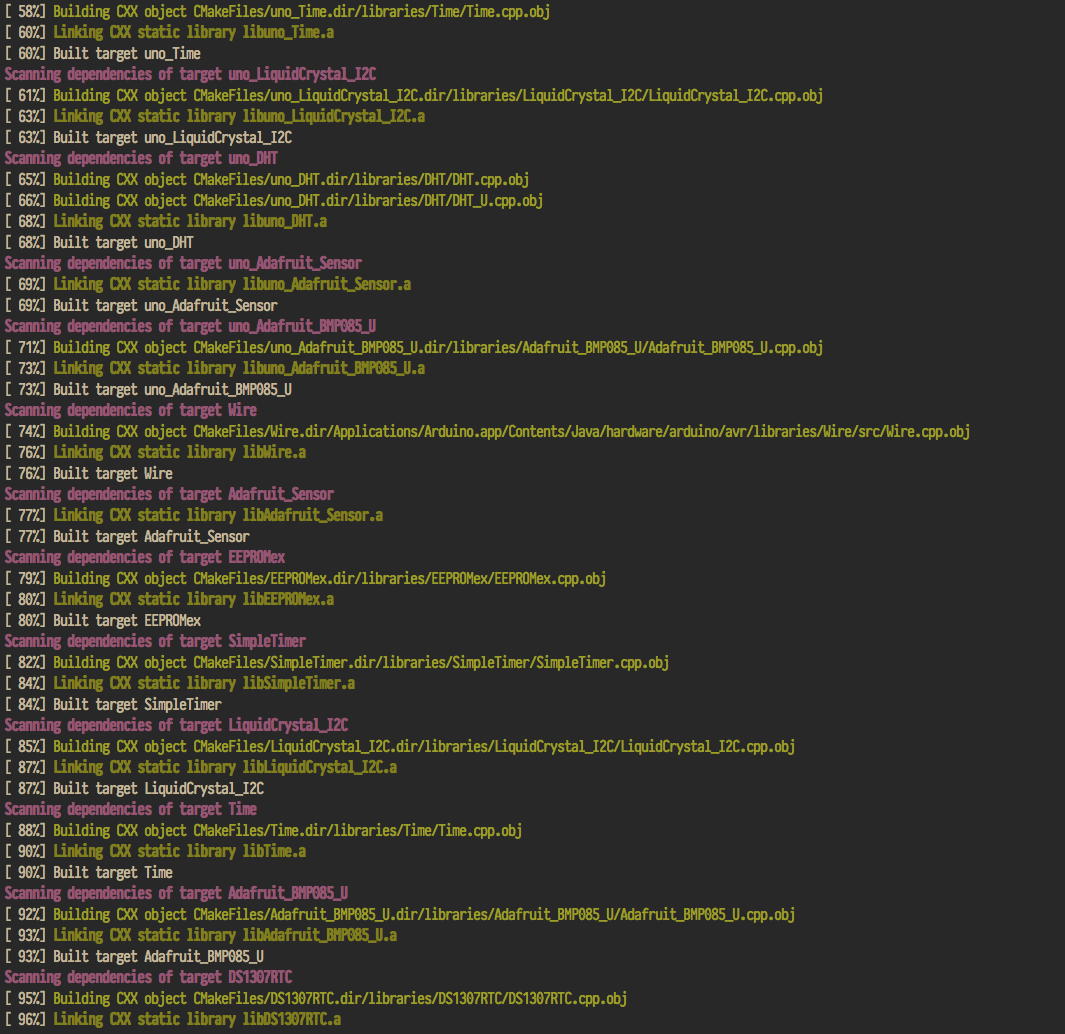 [ 58%] Building CXX object CMakeFiles/uno_Time.dir/libraries/Time/Time.cpp.obj
[ 60%] Linking CXX static library libuno_Time.a
[ 60%] Built target uno_Time
Scanning dependencies of target uno_LiquidCrystal_I2C
[ 61%] Building CXX object CMakeFiles/uno_LiquidCrystal_I2C.dir/libraries/LiquidCrystal_I2C/LiquidCrystal_I2C.cpp.obj
[ 63%] Linking CXX static library libuno_LiquidCrystal_I2C.a
[ 63%] Built target uno_LiquidCrystal_I2C
Scanning dependencies of target uno_DHT
[ 65%] Building CXX object CMakeFiles/uno_DHT.dir/libraries/DHT/DHT.cpp.obj
[ 66%] Building CXX object CMakeFiles/uno_DHT.dir/libraries/DHT/DHT_U.cpp.obj
[ 68%] Linking CXX static library libuno_DHT.a
[ 68%] Built target uno_DHT
Scanning dependencies of target uno_Adafruit_Sensor
[ 69%] Linking CXX static library libuno_Adafruit_Sensor.a
[ 69%] Built target uno_Adafruit_Sensor
Scanning dependencies of target uno_Adafruit_BMP085_U
[ 71%] Building CXX object CMakeFiles/uno_Adafruit_BMP085_U.dir/libraries/Adafruit_BMP085_U/Adafruit_BMP085_U.cpp.obj
[ 73%] Linking CXX static library libuno_Adafruit_BMP085_U.a
[ 73%] Built target uno_Adafruit_BMP085_U
Scanning dependencies of target Wire
[ 74%] Building CXX object CMakeFiles/Wire.dir/Applications/Arduino.app/Contents/Java/hardware/arduino/avr/libraries/Wire/src/Wire.cpp.obj
[ 76%] Linking CXX static library libWire.a
[ 76%] Built target Wire
Scanning dependencies of target Adafruit_Sensor
[ 77%] Linking CXX static library libAdafruit_Sensor.a
[ 77%] Built target Adafruit_Sensor
Scanning dependencies of target EEPROMex
[ 79%] Building CXX object CMakeFiles/EEPROMex.dir/libraries/EEPROMex/EEPROMex.cpp.obj
[ 80%] Linking CXX static library libEEPROMex.a
[ 80%] Built target EEPROMex
Scanning dependencies of target SimpleTimer
[ 82%] Building CXX object CMakeFiles/SimpleTimer.dir/libraries/SimpleTimer/SimpleTimer.cpp.obj
[ 84%] Linking CXX static library libSimpleTimer.a
[ 84%] Built target SimpleTimer
Scanning dependencies of target LiquidCrystal_I2C
[ 85%] Building CXX object CMakeFiles/LiquidCrystal_I2C.dir/libraries/LiquidCrystal_I2C/LiquidCrystal_I2C.cpp.obj
[ 87%] Linking CXX static library libLiquidCrystal_I2C.a
[ 87%] Built target LiquidCrystal_I2C
Scanning dependencies of target Time
[ 88%] Building CXX object CMakeFiles/Time.dir/libraries/Time/Time.cpp.obj
[ 90%] Linking CXX static library libTime.a
[ 90%] Built target Time
Scanning dependencies of target Adafruit_BMP085_U
[ 92%] Building CXX object CMakeFiles/Adafruit_BMP085_U.dir/libraries/Adafruit_BMP085_U/Adafruit_BMP085_U.cpp.obj
[ 93%] Linking CXX static library libAdafruit_BMP085_U.a
[ 93%] Built target Adafruit_BMP085_U
Scanning dependencies of target DS1307RTC
[ 95%] Building CXX object CMakeFiles/DS1307RTC.dir/libraries/DS1307RTC/DS1307RTC.cpp.obj
[ 96%] Linking CXX static library libDS1307RTC.a